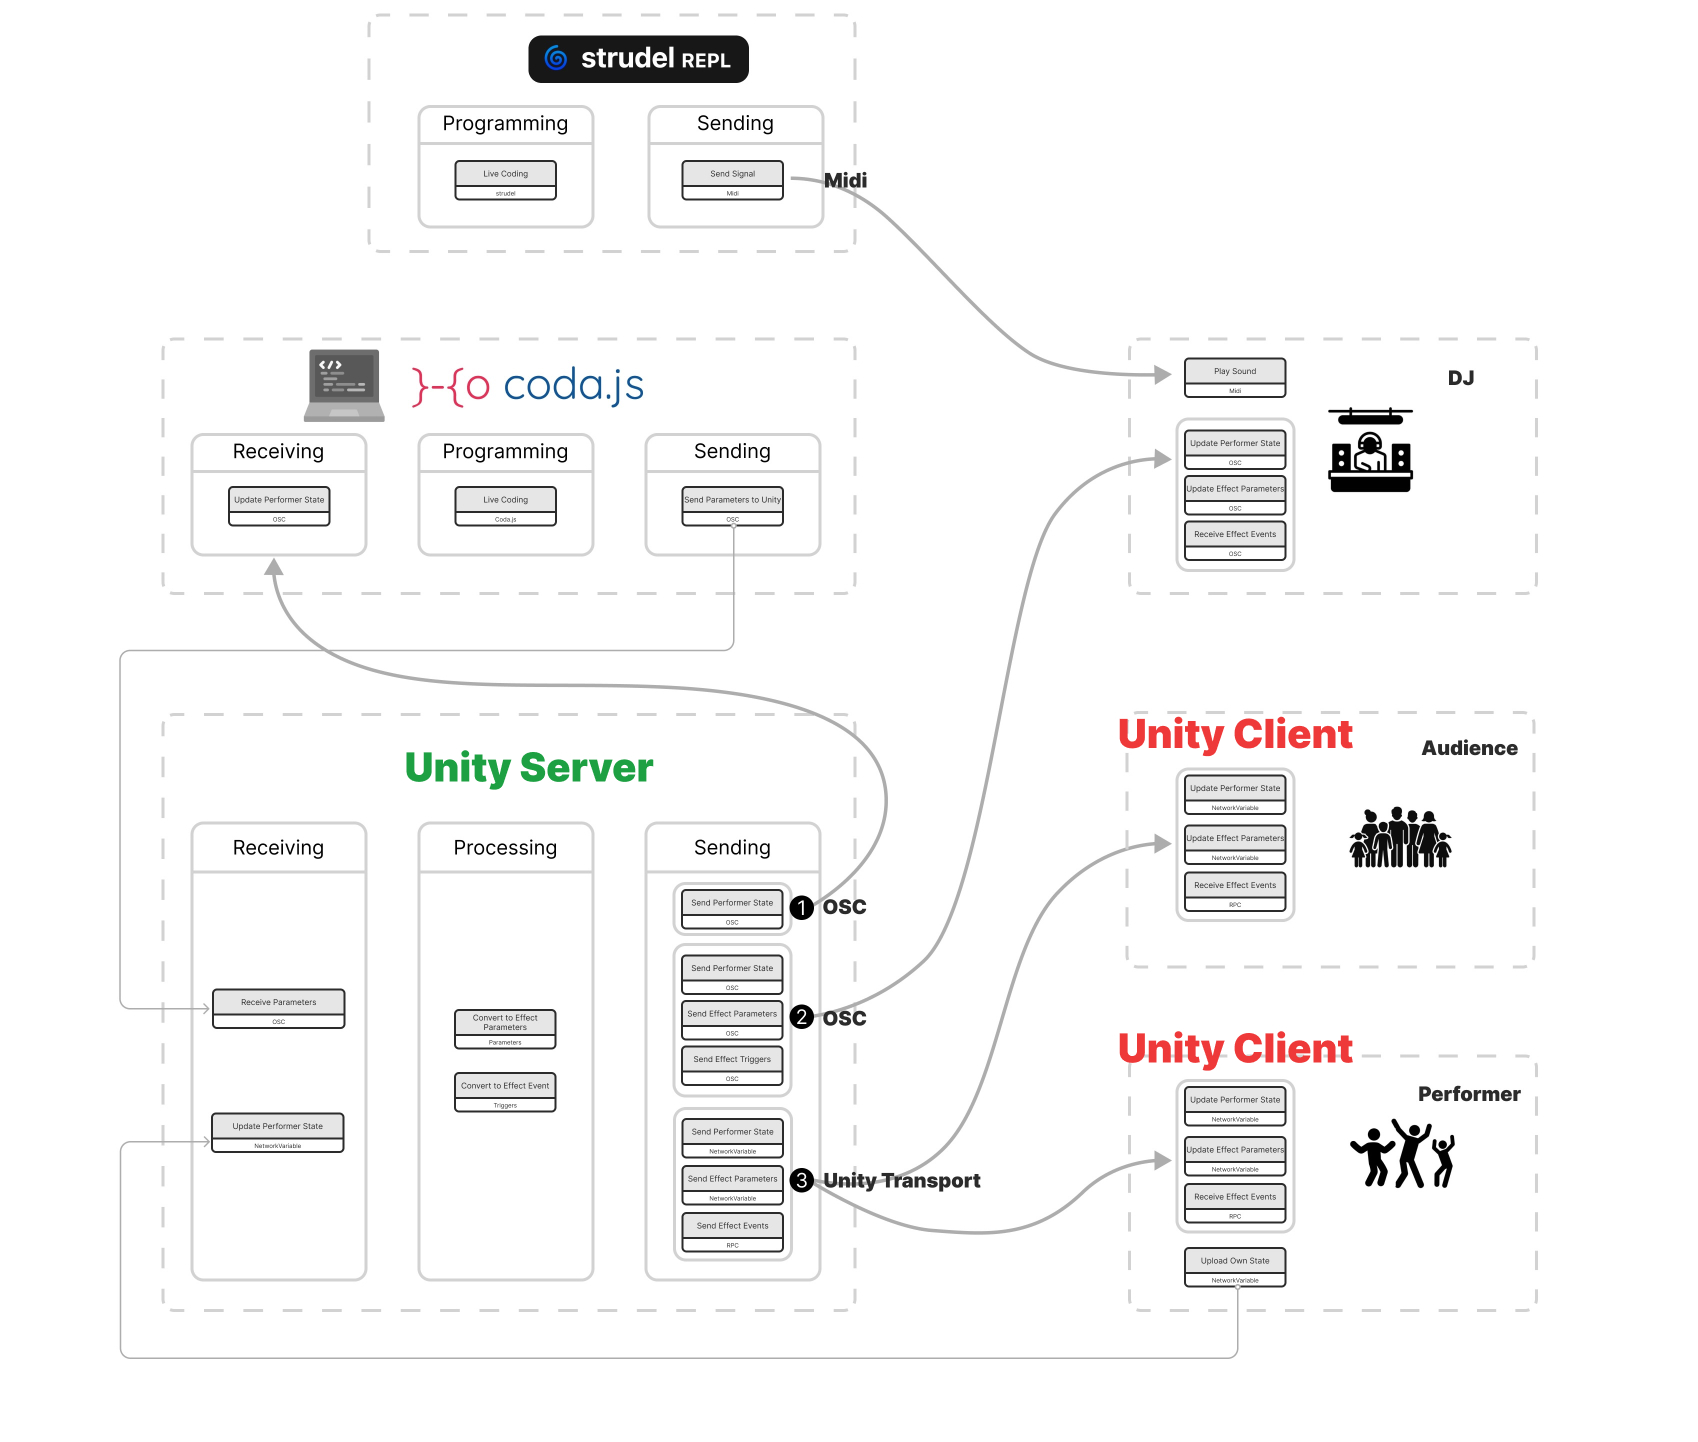 strudel REPL
Programming
Live Coding
strudel
Sending
Send Signal
Midi
Midi
</>
}-{o coda.js
Receiving
Update Performer State
OSC
Programming
Live Coding
Coda.js
Sending
Send Parameters to Unity
OSC
DJ
Play Sound
Midi
Update Performer State
OSC
Update Effect Parameters
OSC
Receive Effect Events
OSC
Unity Server
Receiving
Receive Parameters
OSC
Update Performer State
NetworkVariable
Processing
Convert to Effect
Parameters
Parameters
Convert to Effect Event
Triggers
Sending
Send Performer State
OSC
1 OSC
Send Performer State
OSC
Send Effect Parameters
OSC
2 OSC
Send Effect Triggers
OSC
Send Performer State
NetworkVariable
Send Effect Parameters
NetworkVariable
3 Unity Transport
Send Effect Events
RPC
Unity Client
Audience
Update Performer State
NetworkVariable
Update Effect Parameters
NetworkVariable
Receive Effect Events
RPC
Unity Client
Performer
Update Performer State
NetworkVariable
Update Effect Parameters
NetworkVariable
Receive Effect Events
RPC
Upload Own State
NetworkVariable